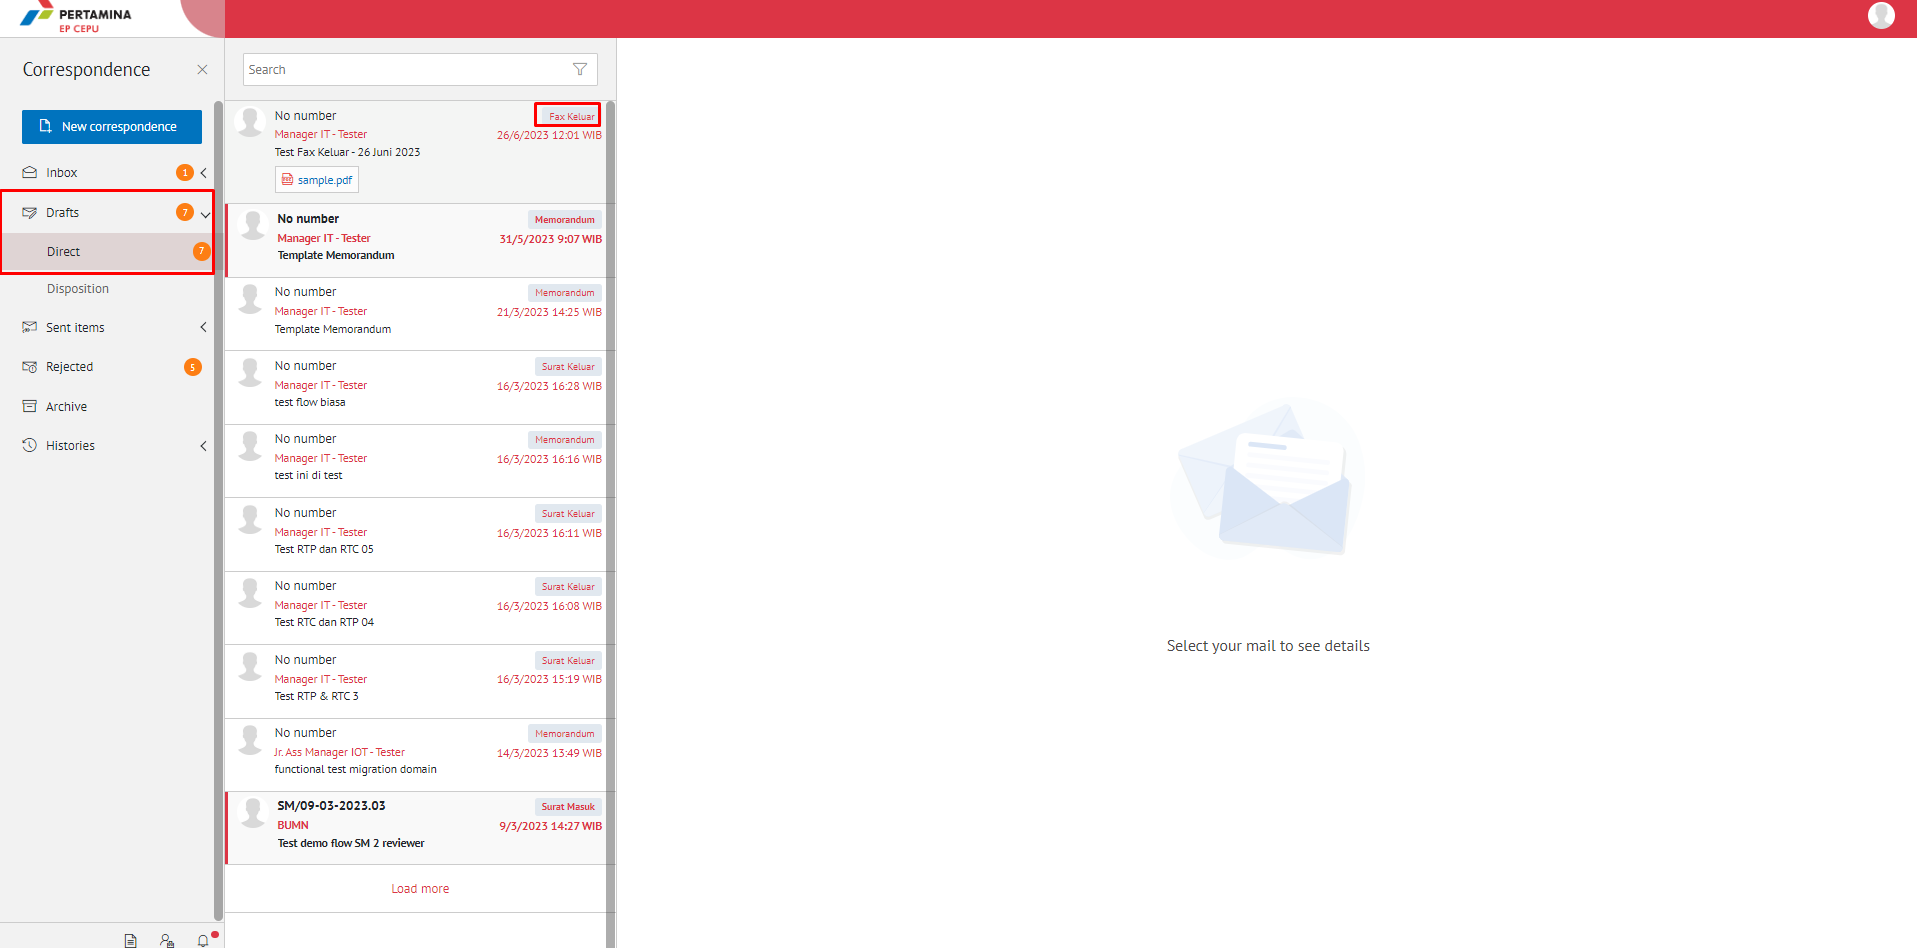 PERTAMINA
EP CEPU
Correspondence
New correspondence
Inbox
1
Drafts
7
Direct
7
Disposition
Sent items
Rejected
5
Archive
Histories
Search
No number
Fax Keluar
Manager IT - Tester
26/6/2023 12:01 WIB
Test Fax Keluar - 26 Juni 2023
sample.pdf
No number
Memorandum
Manager IT - Tester
31/5/2023 9:07 WIB
Template Memorandum
No number
Memorandum
Manager IT - Tester
21/3/2023 14:25 WIB
Template Memorandum
No number
Surat Keluar
Manager IT - Tester
16/3/2023 16:28 WIB
test flow biasa
No number
Memorandum
Manager IT - Tester
16/3/2023 16:16 WIB
test ini di test
No number
Surat Keluar
Manager IT - Tester
16/3/2023 16:11 WIB
Test RTP dan RTC 05
No number
Surat Keluar
Manager IT - Tester
16/3/2023 16:08 WIB
Test RTC dan RTP 04
No number
Surat Keluar
Manager IT - Tester
16/3/2023 15:19 WIB
Test RTP & RTC 3
No number
Memorandum
Jr. Ass Manager IOT - Tester
14/3/2023 13:49 WIB
functional test migration domain
SM/09-03-2023.03
Surat Masuk
BUMN
9/3/2023 14:27 WIB
Test demo flow SM 2 reviewer
Load more
Select your mail to see details